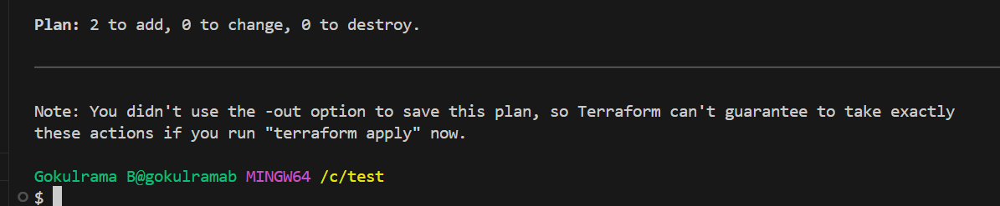 Plan: 2 to add, 0 to change, 0 to destroy.
Note: You didn't use the -out option to save this plan, so Terraform can't guarantee to take exactly
these actions if you run "terraform apply" now.
Gokulrama B@gokulramab MINGW64 /c/test
$